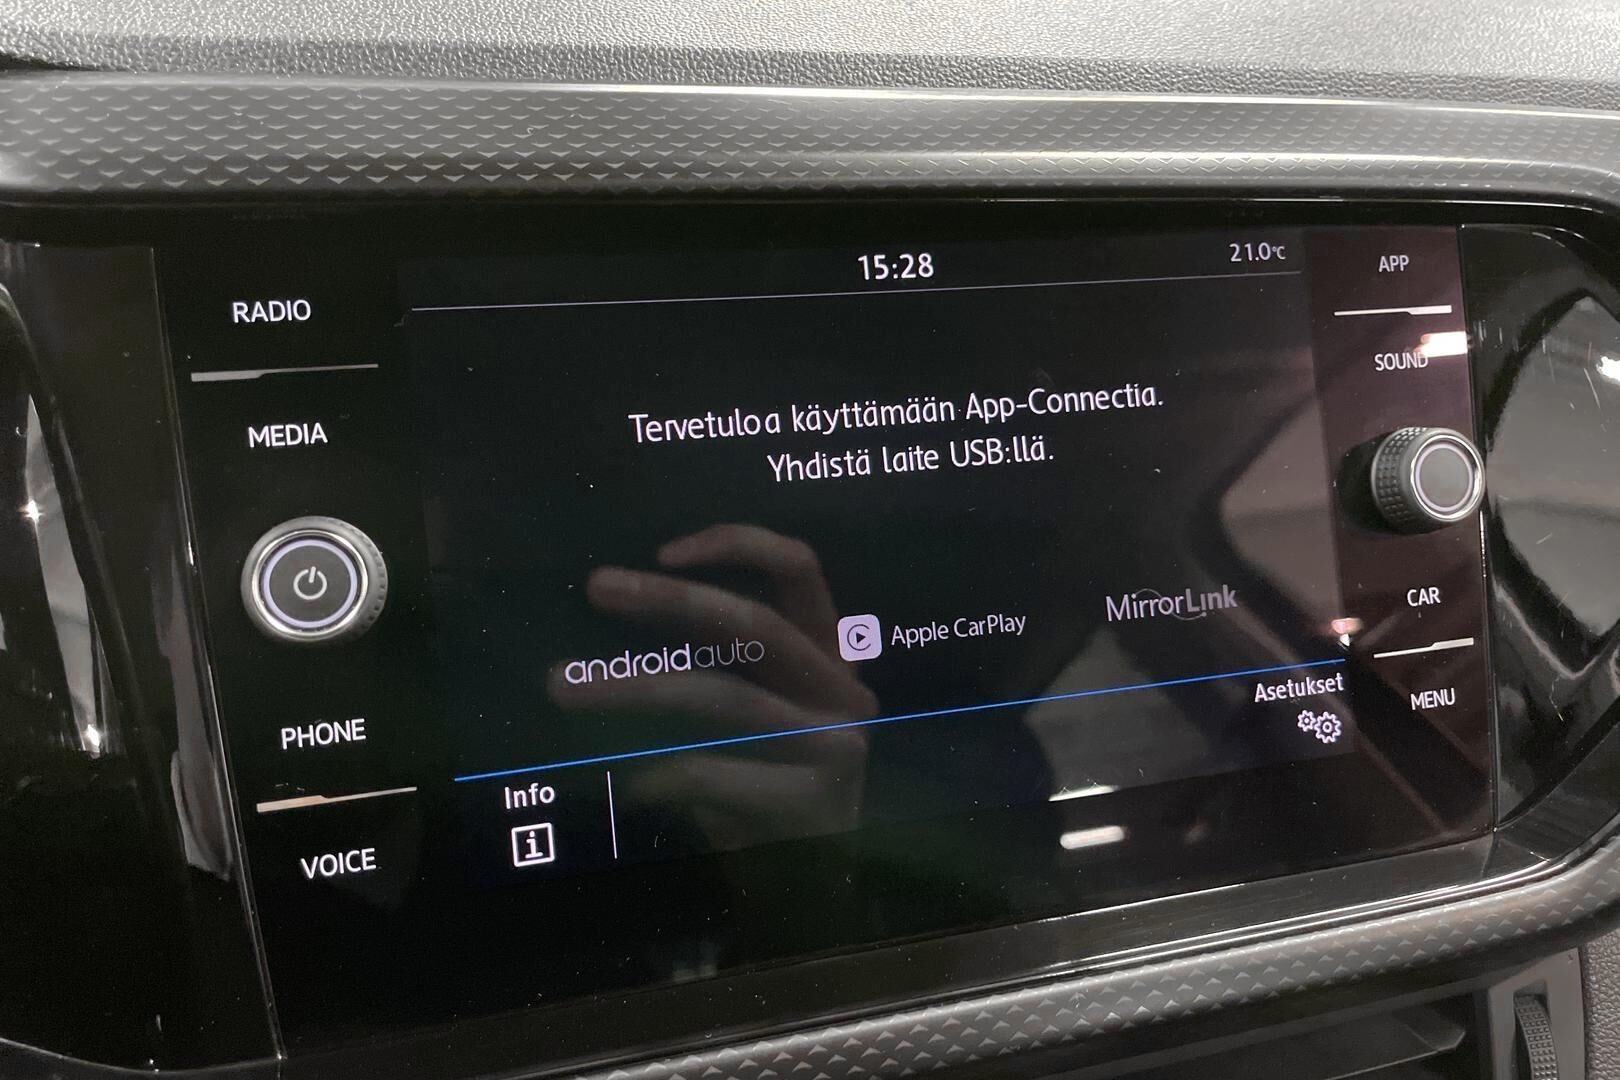 15:28
21.0°C
RADIO
MEDIA
PHONE
VOICE
Tervetuloa käyttämään App-Connectia.
Yhdistä laite USB:llä.
androidauto
Apple CarPlay
MirrorLink
Info
Asetukset
APP
SOUND
CAR
MENU